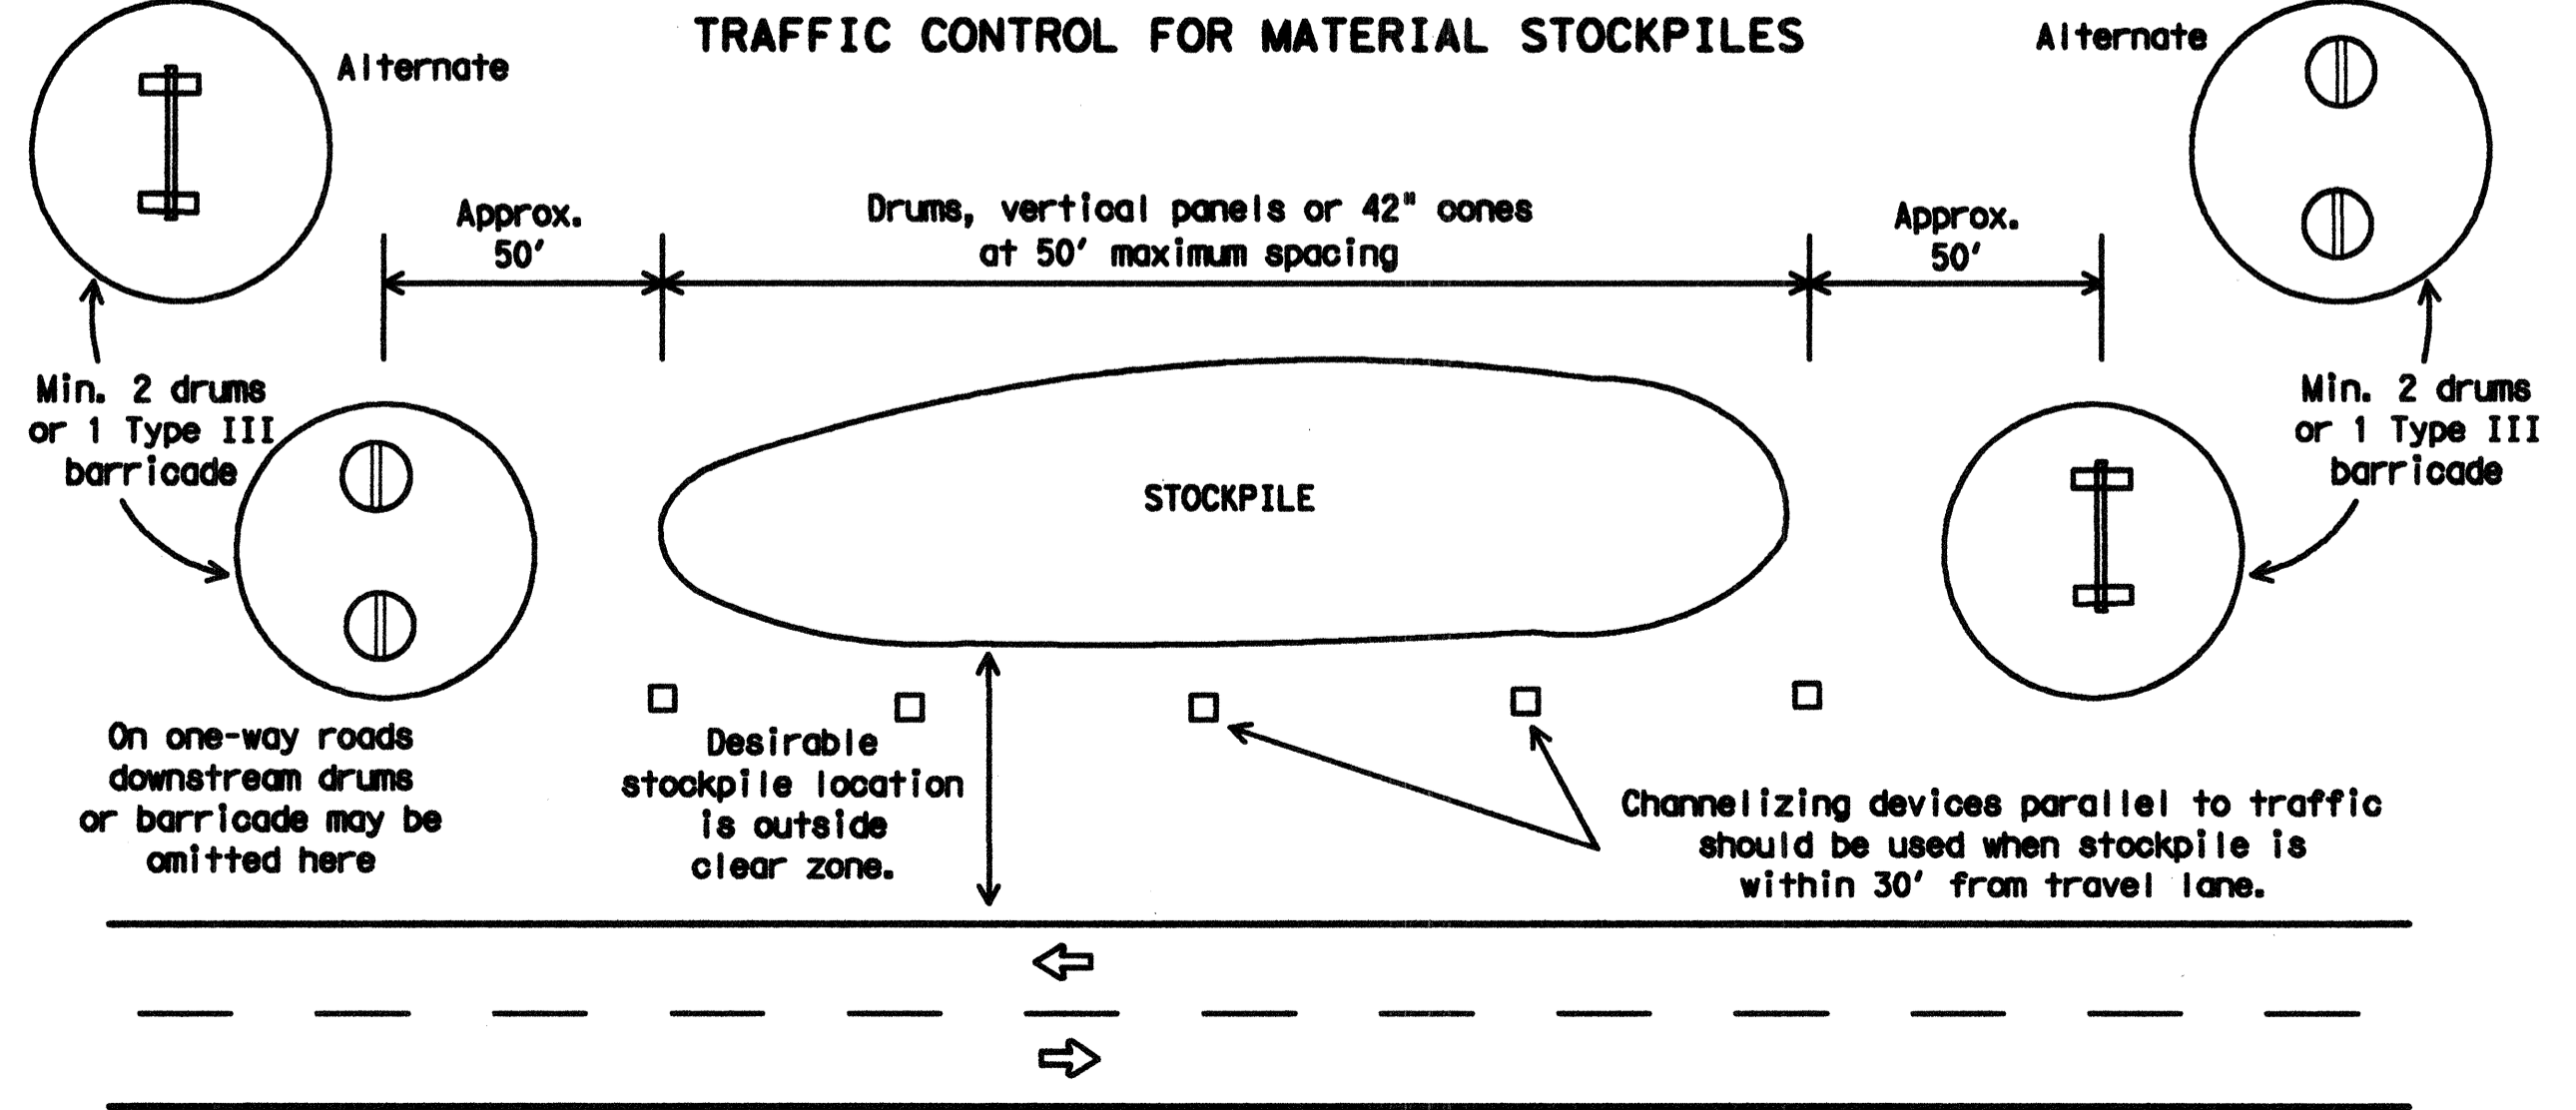 TRAFFIC CONTROL FOR MATERIAL STOCKPILES
Alternate
Alternate
Approx.
50'
Drums, vertical panels or 42" cones
at 50' maximum spacing
Approx.
50'
Min. 2 drums
or 1 Type III
barricade
STOCKPILE
Min. 2 drums
or 1 Type III
barricade
On one-way roads
downstream drums
or barricade may be
omitted here
Desirable
stockpile location
is outside
clear zone.
Channelizing devices parallel to traffic
should be used when stockpile is
within 30' from travel lane.